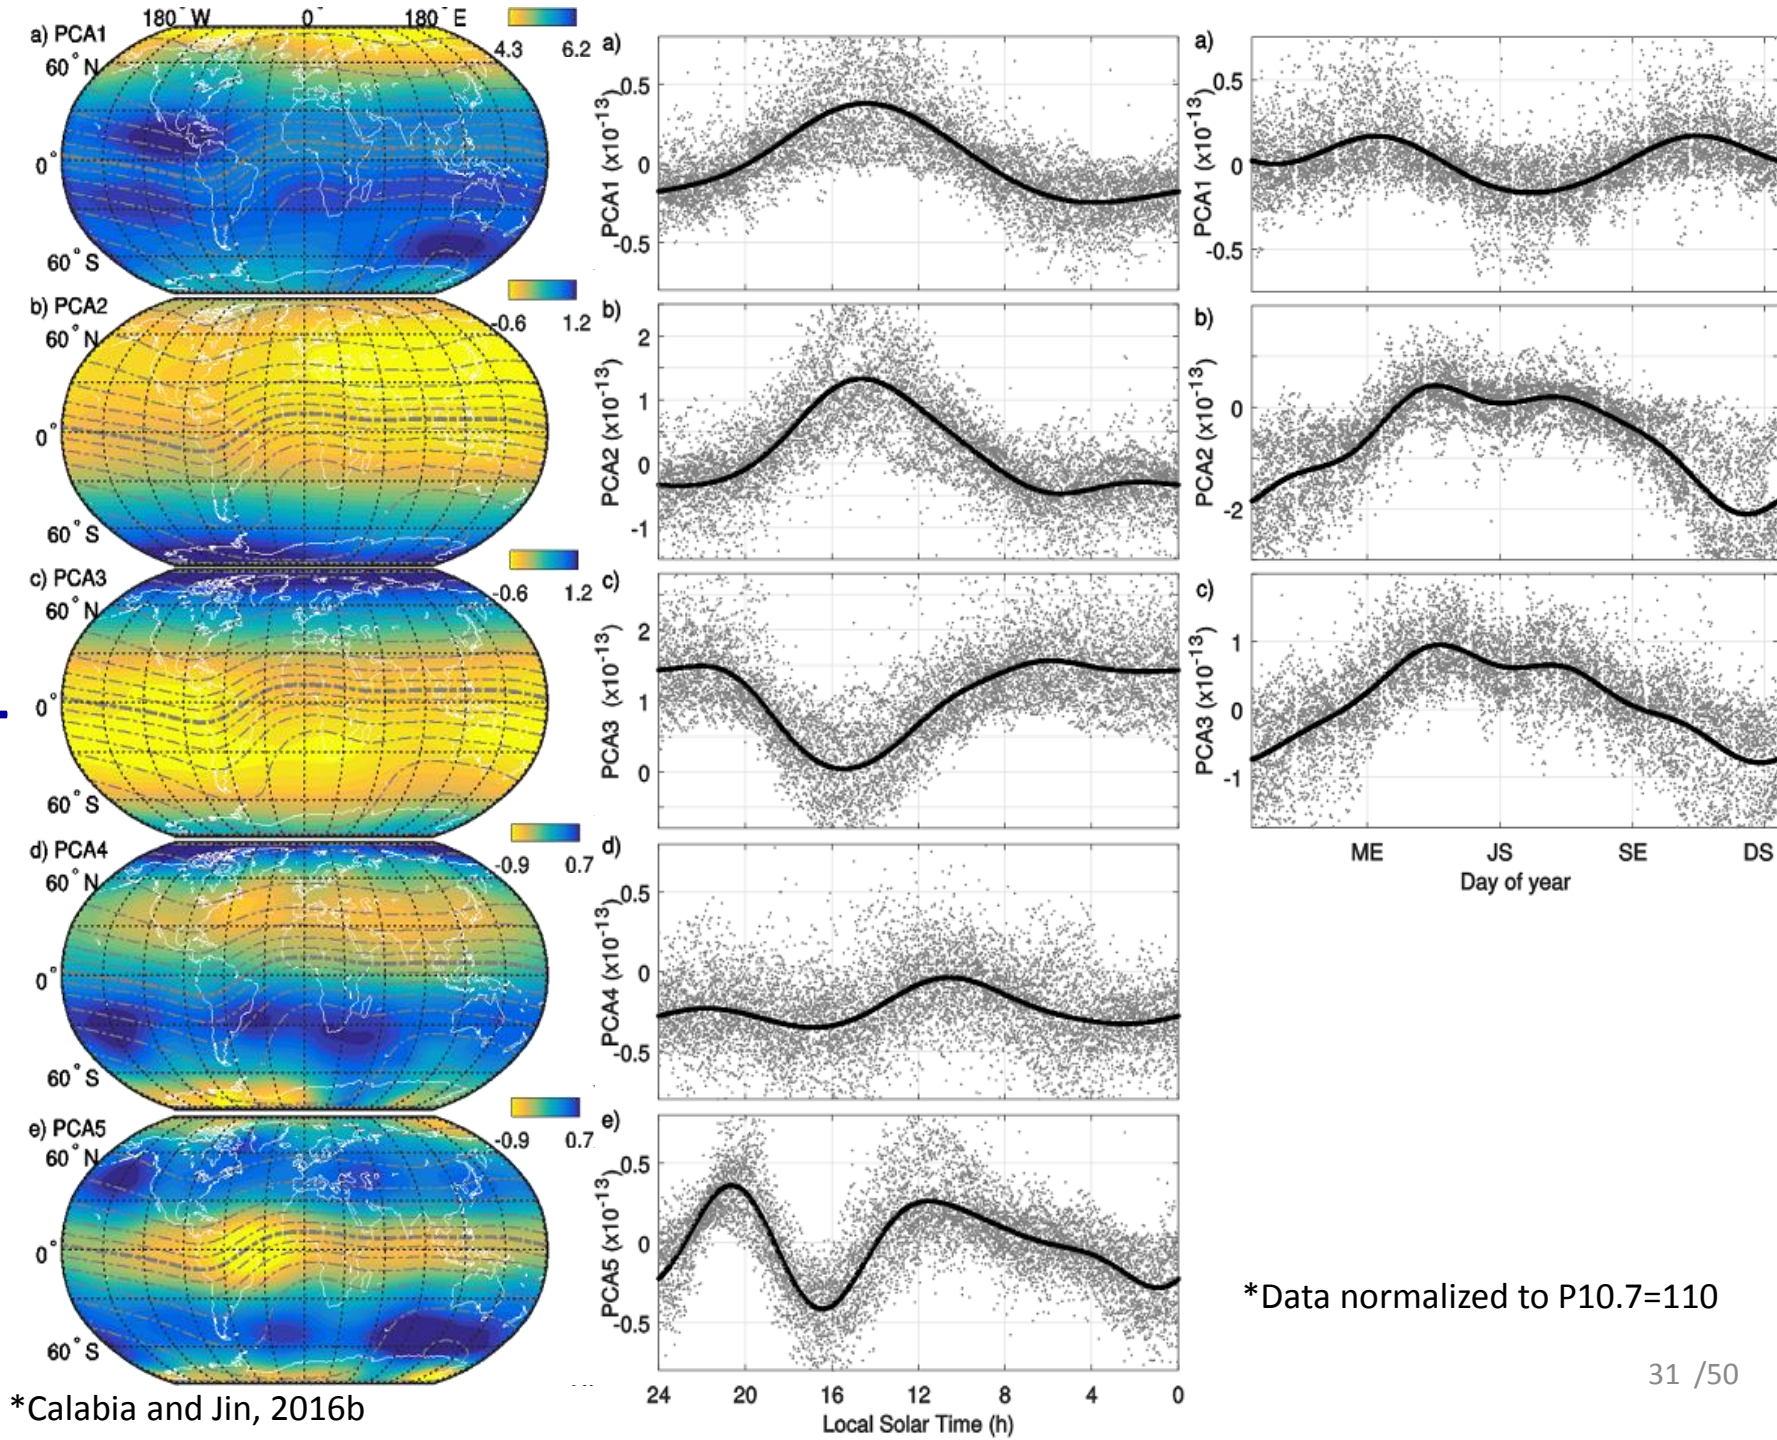 180° W 0° 180° E
a) PCA1
60° N
0°
60° S
4.3 6.2
b) PCA2
60° N
0°
60° S
-0.6 1.2
c) PCA3
60° N
0°
60° S
-0.6 1.2
d) PCA4
60° N
0°
60° S
-0.9 0.7
e) PCA5
60° N
0°
60° S
-0.9 0.7
*Calabia and Jin, 2016b
a)
PCA1 (x10-13)
0.5
0
-0.5
b)
PCA2 (x10-13)
2
1
0
-1
c)
PCA3 (x10-13)
2
1
0
d)
PCA4 (x10-13)
0.5
0
-0.5
e)
PCA5 (x10-13)
0.5
0
-0.5
24 20 16 12 8 4 0
Local Solar Time (h)
a)
PCA1 (x10-13)
0.5
0
-0.5
b)
PCA2 (x10-13)
0
-2
c)
PCA3 (x10-13)
1
0
-1
ME JS SE DS
Day of year
*Data normalized to P10.7=110
31 /50